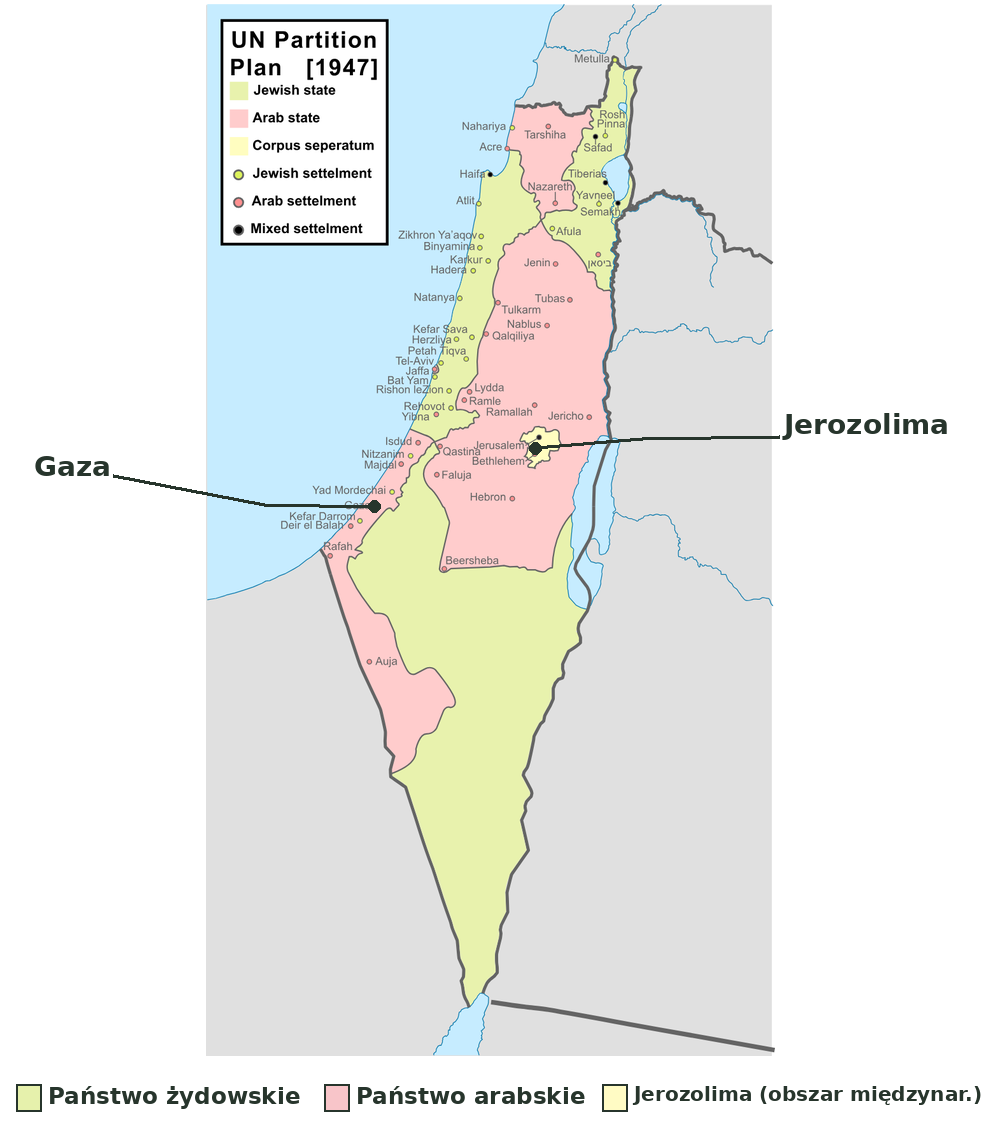 UN Partition
Plan [1947]
Jewish state
Arab state
Corpus seperatum
Jewish settelment
Arab settelment
Mixed settelment
Metulla
Rosh
Pinna
Nahariya
Tarshiha
Acre
Safad
Haifa
Tiberias
Nazareth
Yavneel
Atlit
Semakh
Zikhron Ya'aqov
Afula
Binyamina
Karkur
Jenin
ביסאן
Hadera
Natanya
Tubas
Tulkarm
Nablus
Kefar Sava
Qalqiliya
Herzliya
Petah Tiqva
Tel-Aviv
Jaffa
Bat Yam
Rishon leZion
Lydda
Ramle
Rehovot
Ramallah
Yibna
Jericho
Jerozolima
Isdud
Jerusalem
Qastina
Nitzanim
Bethlehem
Majdal
Gaza
Faluja
Yad Mordechai
Hebron
Gaza
Kefar Darrom
Deir el Balah
Rafah
Beersheba
Auja
Państwo żydowskie
Państwo arabskie
Jerozolima (obszar międzynar.)